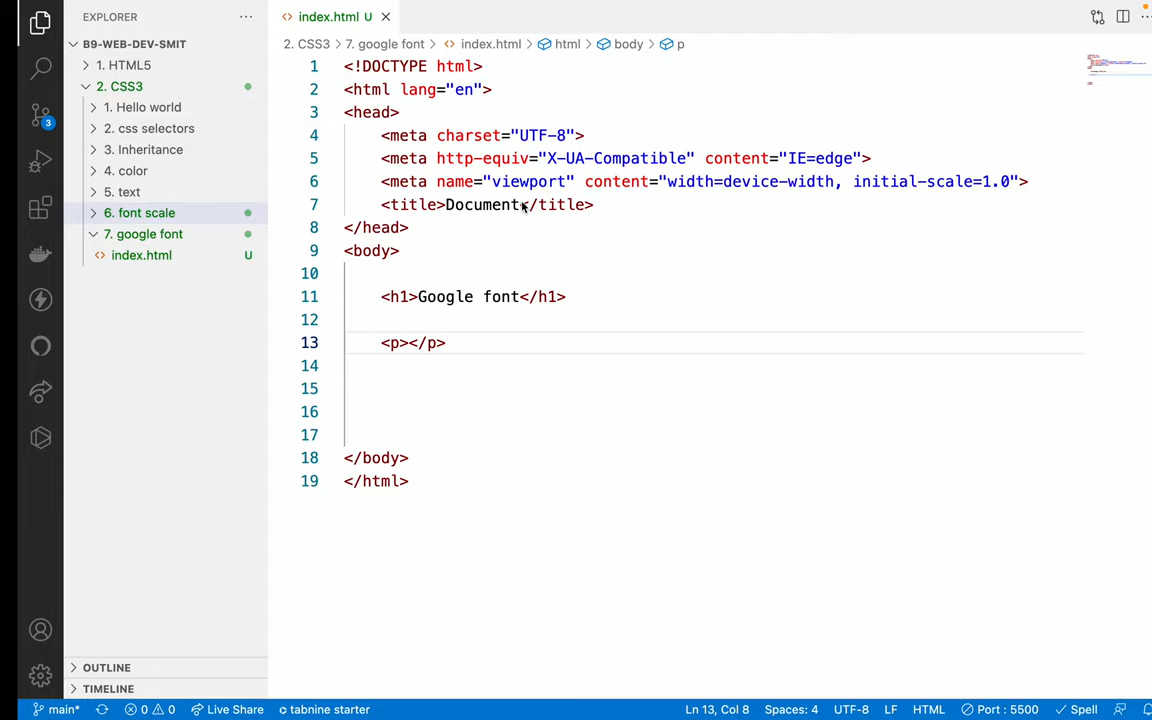 EXPLORER
B9-WEB-DEV-SMIT
1. HTML5
2. CSS3
1. Hello world
2. css selectors
3. Inheritance
4. color
5. text
6. font scale
7. google font
index.html U
3
index.html U
2. CSS3 > 7. google font > index.html > html > body > p
1 <!DOCTYPE html>
2 <html lang="en">
3 <head>
4 <meta charset="UTF-8">
5 <meta http-equiv="X-UA-Compatible" content="IE=edge">
6 <meta name="viewport" content="width=device-width, initial-scale=1.0">
7 <title>Document</title>
8 </head>
9 <body>
10
11 <h1>Google font</h1>
12
13 <p></p>
14
15
16
17
18 </body>
19 </html>
OUTLINE
TIMELINE
main* 0 0 Live Share tabnine starter Ln 13, Col 8 Spaces: 4 UTF-8 LF HTML Port : 5500 Spell